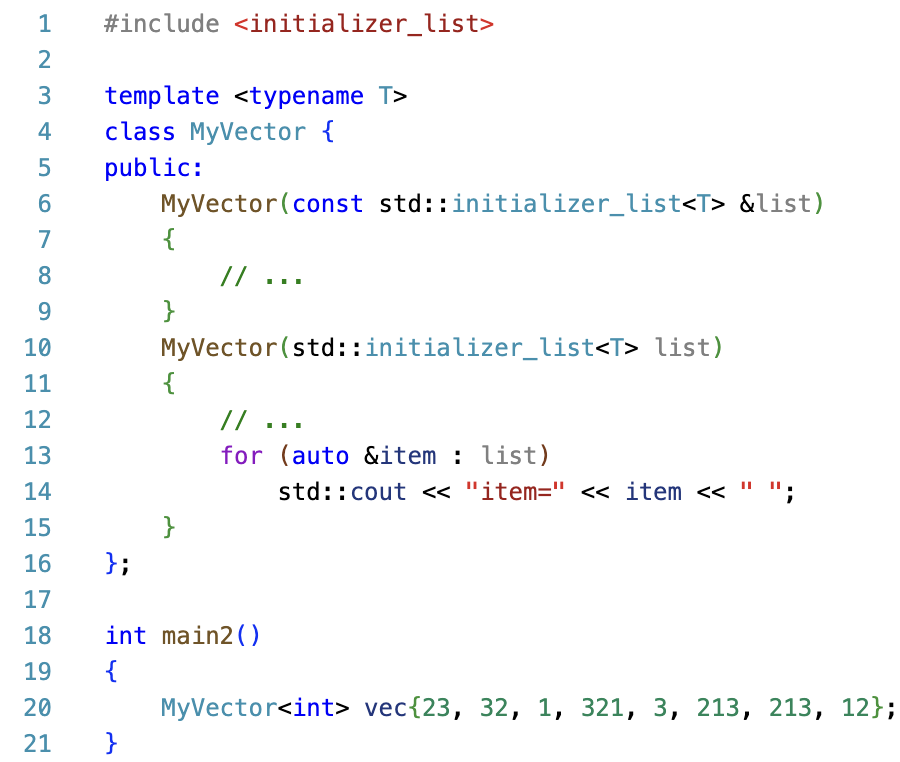 1 #include <initializer_list>
2
3 template <typename T>
4 class MyVector {
5 public:
6     MyVector(const std::initializer_list<T> &list)
7     {
8         // ...
9     }
10     MyVector(std::initializer_list<T> list)
11     {
12         // ...
13         for (auto &item : list)
14             std::cout << "item=" << item << " ";
15     }
16 };
17
18 int main2()
19 {
20     MyVector<int> vec{23, 32, 1, 321, 3, 213, 213, 12};
21 }